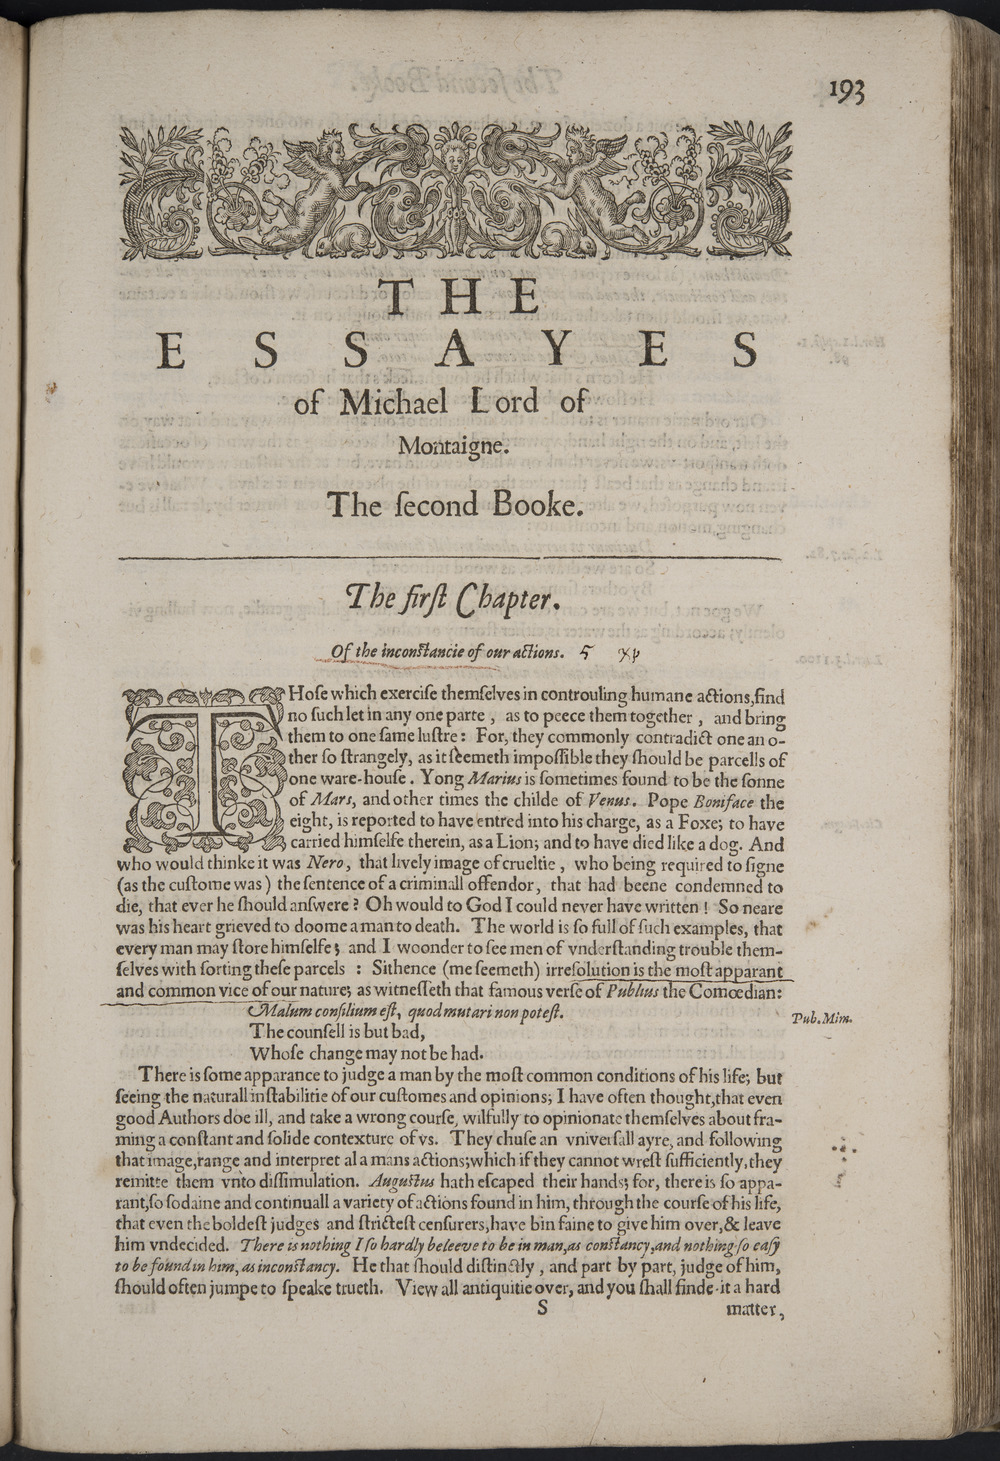 193
THE
ESSAYES
of Michael Lord of
Montaigne.
The ſecond Booke.
The firſt Chapter.
Of the inconſtancie of our actions. 5
THoſe which exerciſe themſelves in controuling humane actions, find
no ſuch let in any one parte, as to peece them together, and bring
them to one ſame luſtre: For, they commonly contradict one an o-
ther ſo ſtrangely, as it ſeemeth impoſſible they ſhould be parcells of
one ware-houſe. Yong Marius is ſometimes found to be the ſonne
of Mars, and other times the childe of Venus. Pope Boniface the
eight, is reported to have entred into his charge, as a Foxe; to have
carried himſelfe therein, as a Lion; and to have died like a dog. And
who would thinke it was Nero, that lively image of crueltie, who being required to ſigne
(as the cuſtome was) the ſentence of a criminall offendor, that had beene condemned to
die, that ever he ſhould anſwere? Oh would to God I could never have written! So neare
was his heart grieved to doome a man to death. The world is ſo full of ſuch examples, that
every man may ſtore himſelfe; and I woonder to ſee men of vnderſtanding trouble them-
ſelves with ſorting theſe parcels : Sithence (me ſeemeth) irreſolution is the moſt apparant
and common vice of our nature; as witneſſeth that famous verſe of Publius the Comœdian:
Malum conſilium eſt, quod mutari non poteſt.
Pub. Mim.
The counſell is but bad,
Whoſe change may not be had.
There is ſome apparance to judge a man by the moſt common conditions of his life; but
ſeeing the naturall inſtabilitie of our cuſtomes and opinions; I have often thought, that even
good Authors doe ill, and take a wrong courſe, wilfully to opinionate themſelves about fra-
ming a conſtant and ſolide contexture of vs. They chuſe an vniverſall ayre, and following
that image, range and interpret al a mans actions; which if they cannot wreſt ſufficiently, they
remitte them vnto diſſimulation. Auguſtus hath eſcaped their hands; for, there is ſo appa-
rant, ſo ſodaine and continuall a variety of actions found in him, through the courſe of his life,
that even the boldeſt judges and ſtricteſt cenſurers, have bin faine to give him over, & leave
him vndecided. There is nothing I ſo hardly beleeve to be in man, as conſtancy, and nothing ſo eaſy
to be found in him, as inconſtancy. He that ſhould diſtinctly, and part by part, judge of him,
ſhould often jumpe to ſpeake trueth. View all antiquitie over, and you ſhall finde it a hard
S matter,